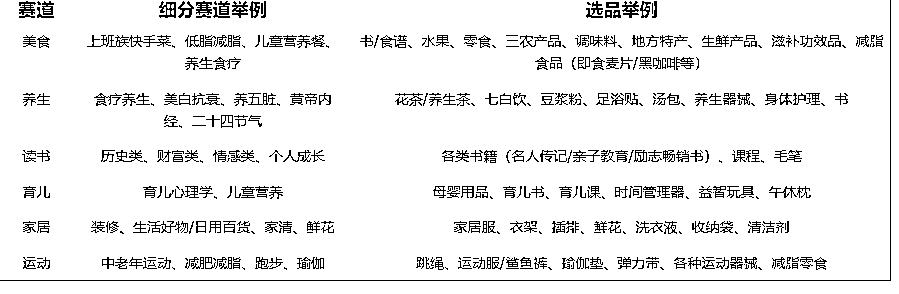 赛道 细分赛道举例 选品举例
美食 上班族快手菜、低脂减脂、儿童营养餐、 书/食谱、水果、零食、三农产品、调味料、地方特产、生鲜产品、滋补功效品、减脂
养生食疗 食品（即食麦片/黑咖啡等）
养生 食疗养生、美白抗衰、养五脏、黄帝内 花茶/养生茶、七白饮、豆浆粉、足浴贴、汤包、养生器械、身体护理、书
经、二十四节气
读书 历史类、财富类、情感类、个人成长 各类书籍（名人传记/亲子教育/励志畅销书）、课程、毛笔
育儿 育儿心理学、儿童营养 母婴用品、育儿书、育儿课、时间管理器、益智玩具、午休枕
家居 装修、生活好物/日用百货、家清、鲜花 家居服、衣架、插排、鲜花、洗衣液、收纳袋、清洁剂
运动 中老年运动、减肥减脂、跑步、瑜伽 跳绳、运动服/鲨鱼裤、瑜伽垫、弹力带、各种运动器械、减脂零食